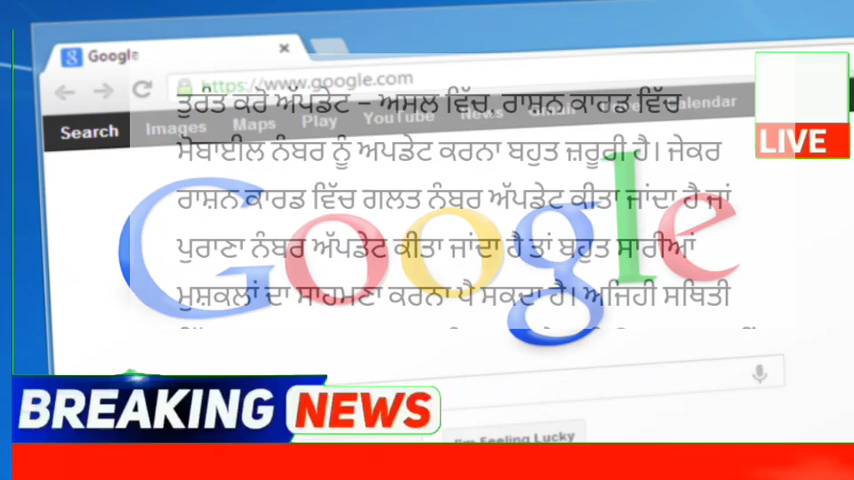 Google
https://www.google.com
Search Images Maps Play YouTube News Gmail Drive Calendar
ਤੁਰੰਤ ਕਰੋ ਅੱਪਡੇਟ – ਅਸਲ ਵਿੱਚ, ਰਾਸ਼ਨ ਕਾਰਡ ਵਿੱਚ
ਮੋਬਾਈਲ ਨੰਬਰ ਨੂੰ ਅਪਡੇਟ ਕਰਨਾ ਬਹੁਤ ਜ਼ਰੂਰੀ ਹੈ। ਜੇਕਰ
ਰਾਸ਼ਨ ਕਾਰਡ ਵਿੱਚ ਗਲਤ ਨੰਬਰ ਅੱਪਡੇਟ ਕੀਤਾ ਜਾਂਦਾ ਹੈ ਜਾਂ
ਪੁਰਾਣਾ ਨੰਬਰ ਅੱਪਡੇਟ ਕੀਤਾ ਜਾਂਦਾ ਹੈ ਤਾਂ ਬਹੁਤ ਸਾਰੀਆਂ
ਮੁਸ਼ਕਲਾਂ ਦਾ ਸਾਹਮਣਾ ਕਰਨਾ ਪੈ ਸਕਦਾ ਹੈ। ਅਜਿਹੀ ਸਥਿਤੀ
LIVE
Google
BREAKING NEWS
I'm Feeling Lucky